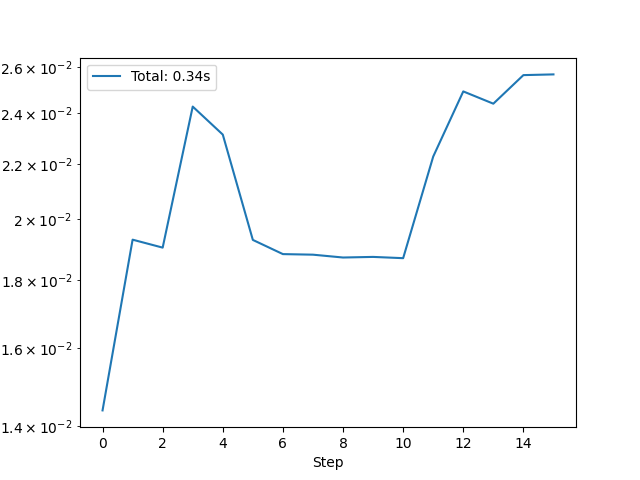 Total: 0.34s
2.6 × 10⁻²
2.4 × 10⁻²
2.2 × 10⁻²
2 × 10⁻²
1.8 × 10⁻²
1.6 × 10⁻²
1.4 × 10⁻²
0 2 4 6 8 10 12 14
Step